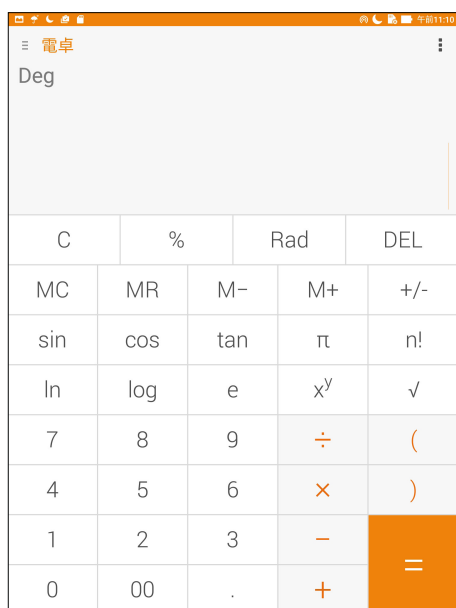 午前11:10
電卓
Deg
C % Rad DEL
MC MR M− M+ +/-
sin cos tan π n!
ln log e xʸ √
7 8 9 ÷ (
4 5 6 × )
1 2 3 −
=
0 00 . +